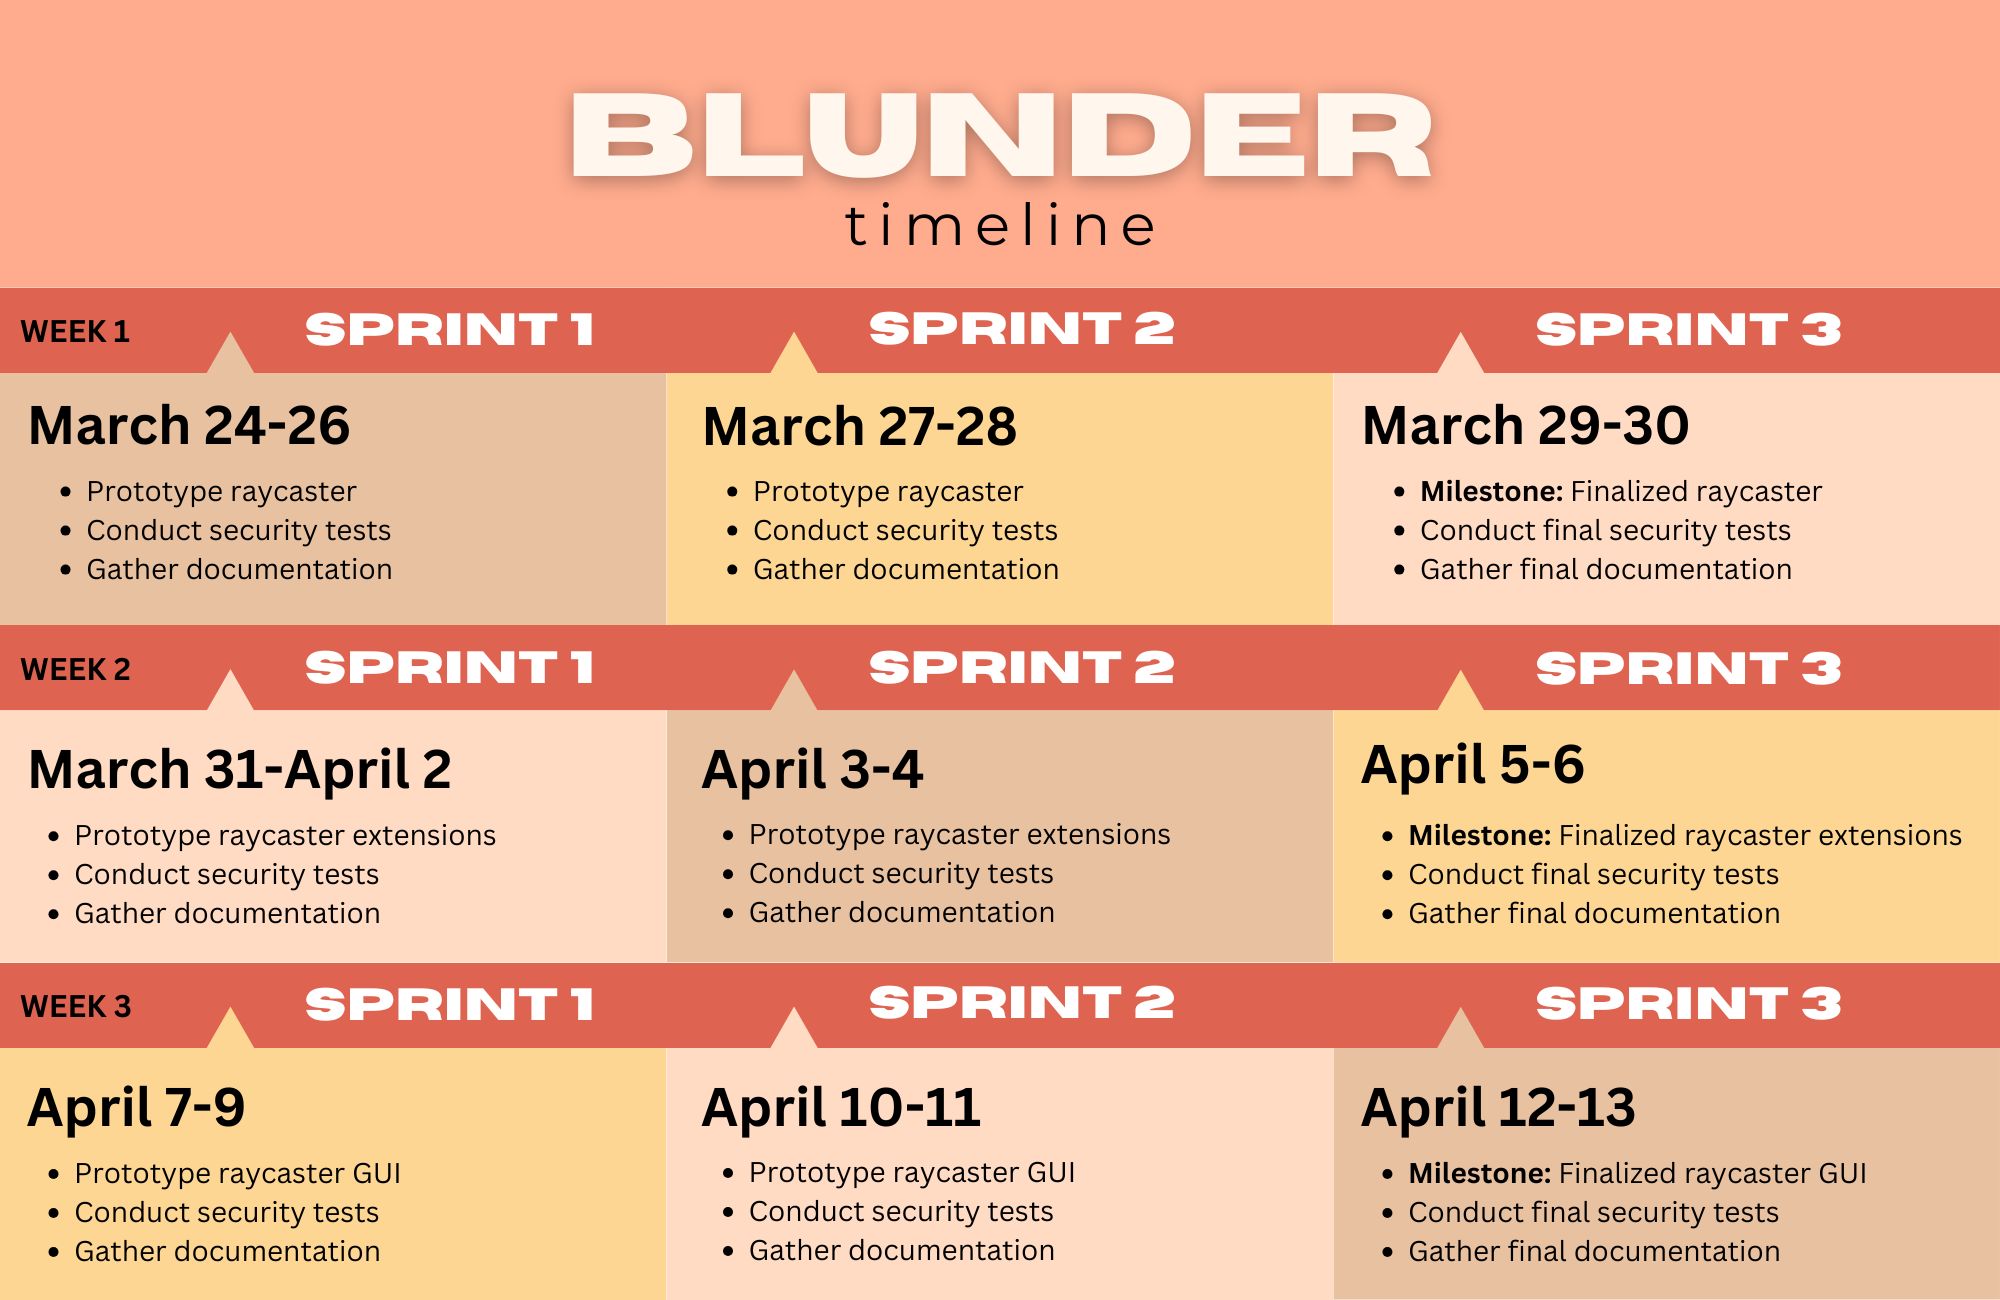 BLUNDER
timeline
WEEK 1
SPRINT 1
SPRINT 2
SPRINT 3
March 24-26
• Prototype raycaster
• Conduct security tests
• Gather documentation
March 27-28
• Prototype raycaster
• Conduct security tests
• Gather documentation
March 29-30
• Milestone: Finalized raycaster
• Conduct final security tests
• Gather final documentation
WEEK 2
SPRINT 1
SPRINT 2
SPRINT 3
March 31-April 2
• Prototype raycaster extensions
• Conduct security tests
• Gather documentation
April 3-4
• Prototype raycaster extensions
• Conduct security tests
• Gather documentation
April 5-6
• Milestone: Finalized raycaster extensions
• Conduct final security tests
• Gather final documentation
WEEK 3
SPRINT 1
SPRINT 2
SPRINT 3
April 7-9
• Prototype raycaster GUI
• Conduct security tests
• Gather documentation
April 10-11
• Prototype raycaster GUI
• Conduct security tests
• Gather documentation
April 12-13
• Milestone: Finalized raycaster GUI
• Conduct final security tests
• Gather final documentation